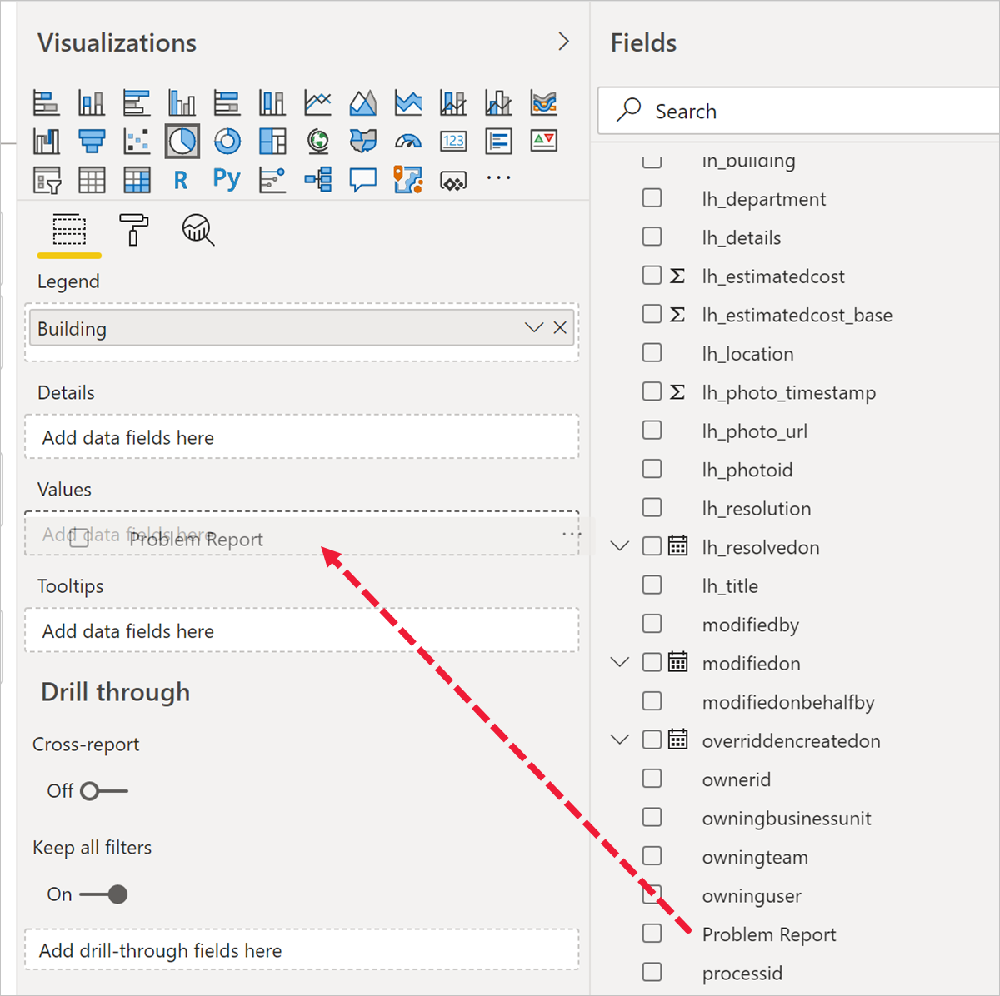 Visualizations
123
R
Py
Legend
Building
Details
Add data fields here
Values
Add data fields here
Problem Report
Tooltips
Add data fields here
Drill through
Cross-report
Off
Keep all filters
On
Add drill-through fields here
Fields
Search
lh_building
lh_department
lh_details
Σ lh_estimatedcost
Σ lh_estimatedcost_base
lh_location
Σ lh_photo_timestamp
lh_photo_url
lh_photoid
lh_resolution
lh_resolvedon
lh_title
modifiedby
modifiedon
modifiedonbehalfby
overriddencreatedon
ownerid
owningbusinessunit
owningteam
owninguser
Problem Report
processid